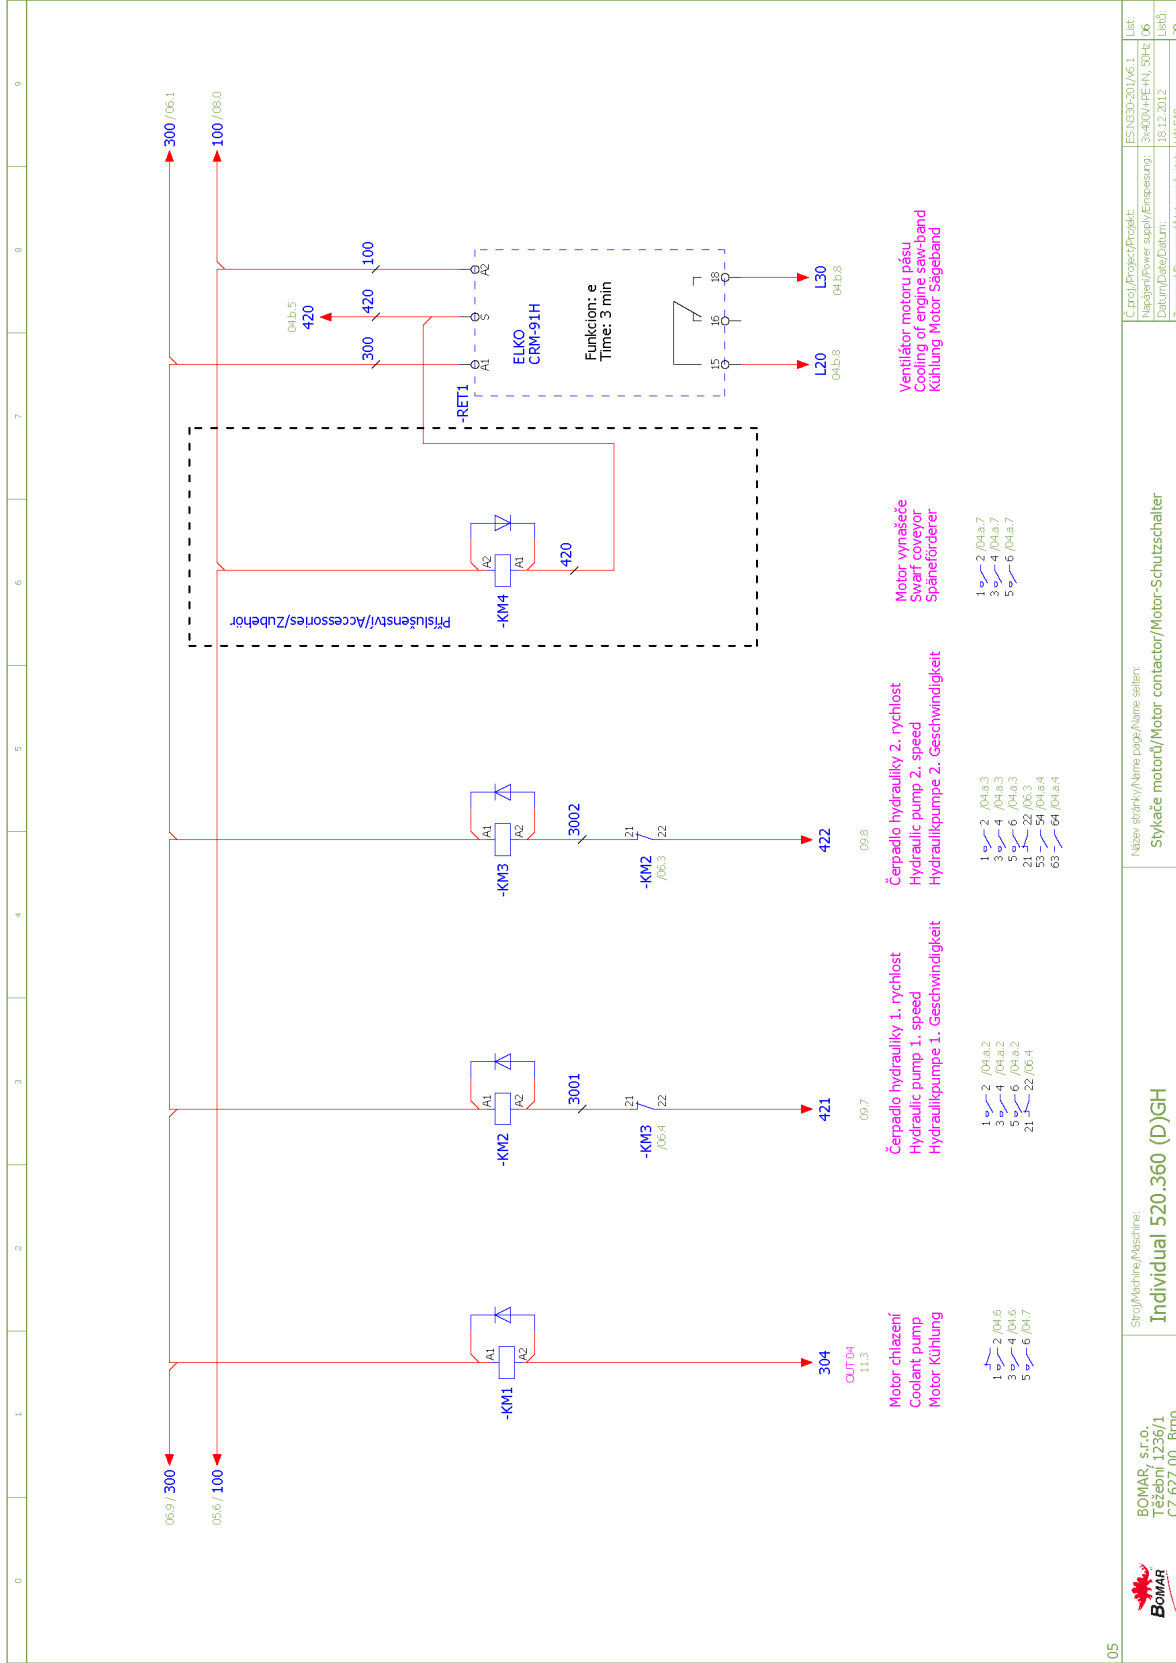 0
1
2
3
4
5
6
7
8
9
06.9 / 300
300 / 06.1
05.6 / 100
100 / 08.0
-KM1
A1
A2
304
OUT 04
11.3
Motor chlazení
Coolant pump
Motor Kühlung
1 2 /04.6
3 4 /04.6
5 6 /04.7
-KM2
A1
A2
3001
-KM3
/06.4
21
22
421
09.7
Čerpadlo hydrauliky 1. rychlost
Hydraulic pump 1. speed
Hydraulikpumpe 1. Geschwindigkeit
1 2 /04.a.2
3 4 /04.a.2
5 6 /04.a.2
21 22 /06.4
-KM3
A1
A2
3002
-KM2
/06.3
21
22
422
09.8
Čerpadlo hydrauliky 2. rychlost
Hydraulic pump 2. speed
Hydraulikpumpe 2. Geschwindigkeit
1 2 /04.a.3
3 4 /04.a.3
5 6 /04.a.3
21 22 /06.3
53 54 /04.a.4
63 64 /04.a.4
Příslušenství/Accessories/Zubehör
-KM4
A2
A1
420
Motor vynašeče
Swarf coveyor
Späneförderer
1 2 /04.a.7
3 4 /04.a.7
5 6 /04.a.7
04.b.5
420
300
420
100
-RET1
A1
S
A2
ELKO
CRM-91H
Funkcion: e
Time: 3 min
15
16
18
L20
04.b.8
L30
04.b.8
Ventilátor motoru pásu
Cooling of engine saw-band
Kühlung Motor Sägeband
05
BOMAR
BOMAR, s.r.o.
Těžební 1236/1
CZ 627 00 Brno
Stroj/Machine/Maschine:
Individual 520.360 (D)GH
Název stránky/Name page/Name seiten:
Stykače motorů/Motor contactor/Motor-Schutzschalter
Č.proj./Project/Projekt:
ES.N330-201/v6.1
Napájení/Power supply/Einspeisung:
3x400V+PE+N, 50Hz
Datum/Date/Datum:
18.12.2012
List:
06
Listů: